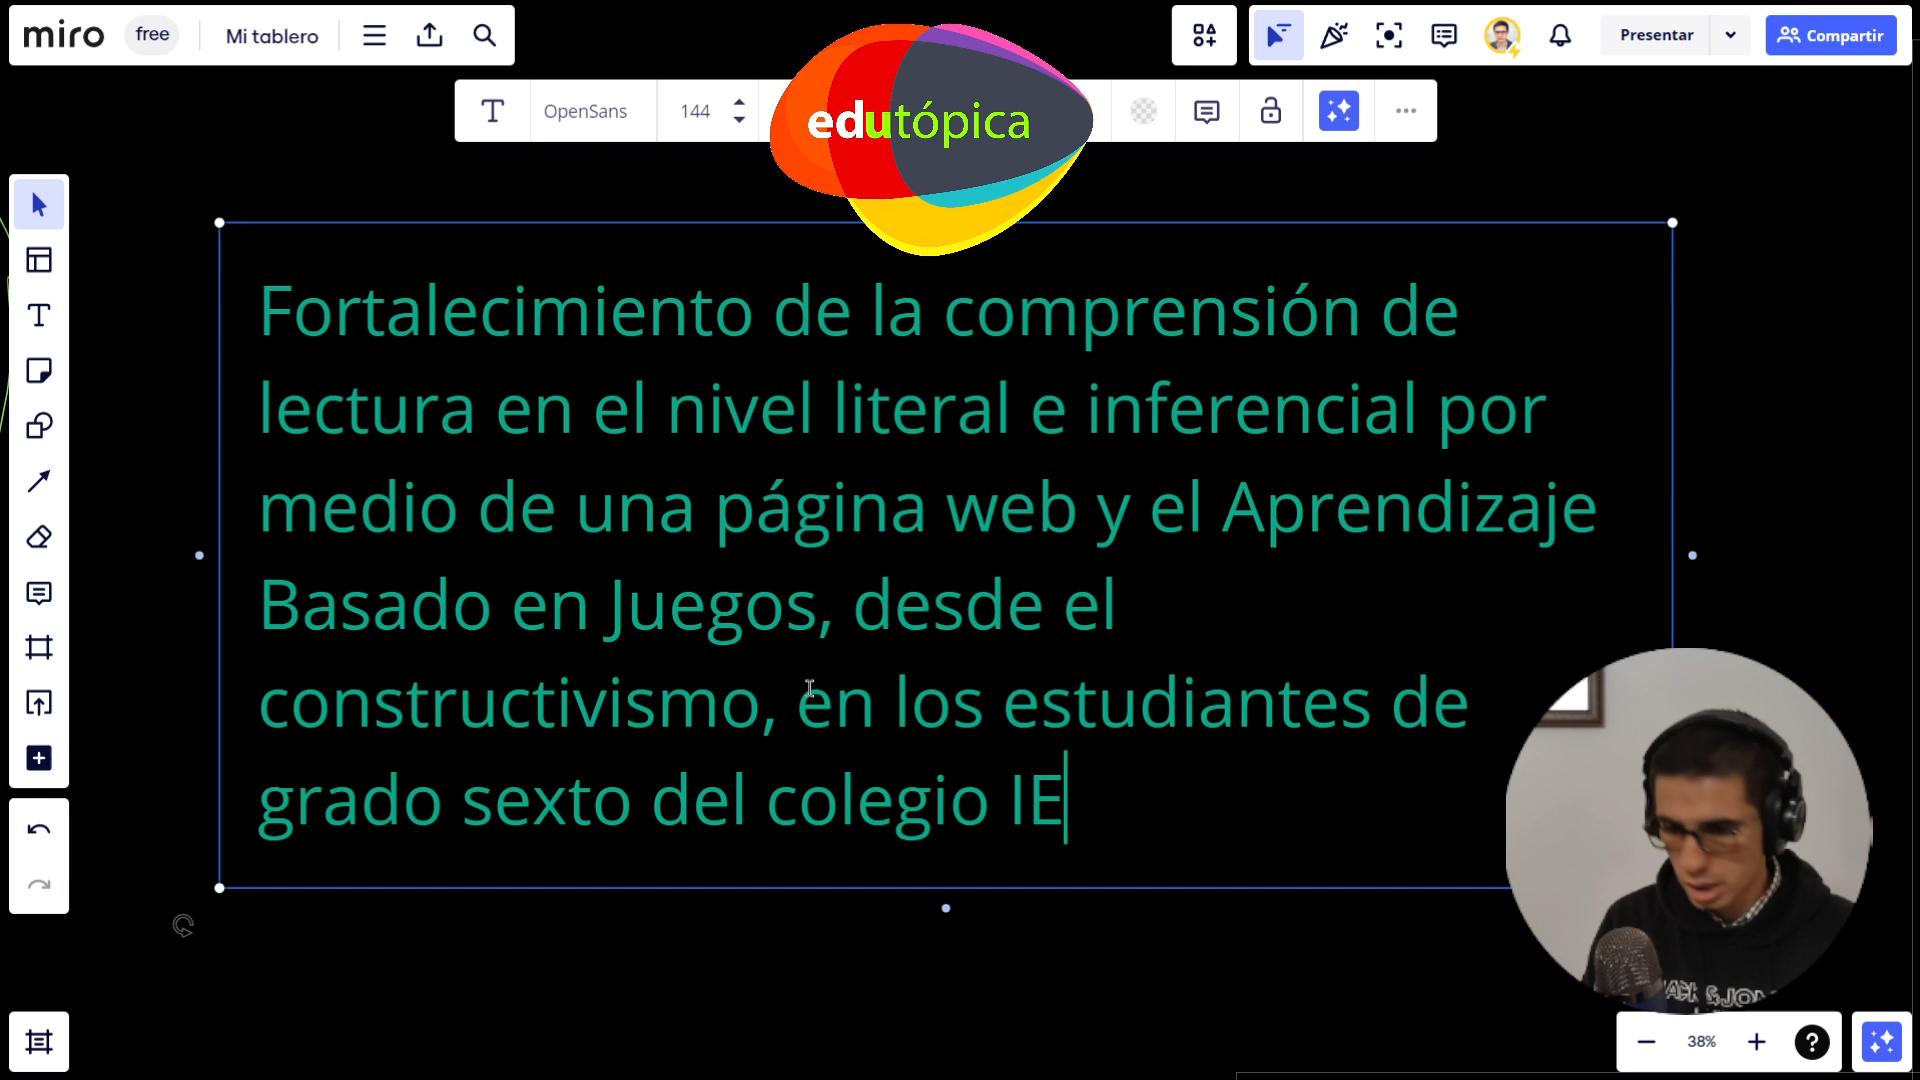 miro free Mi tablero
Presentar Compartir
OpenSans 144
edutópica
Fortalecimiento de la comprensión de
lectura en el nivel literal e inferencial por
medio de una página web y el Aprendizaje
Basado en Juegos, desde el
constructivismo, en los estudiantes de
grado sexto del colegio IE
38%